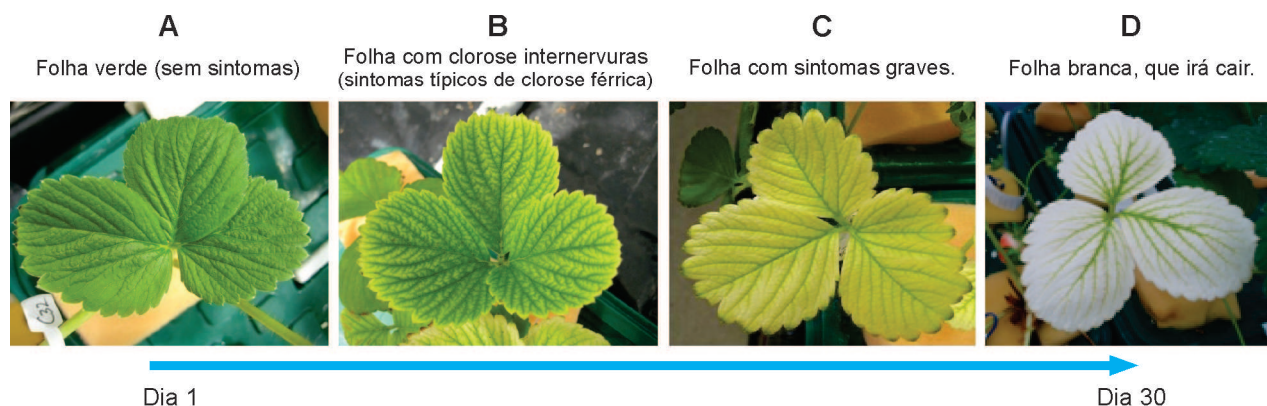 A
Folha verde (sem sintomas)
B
Folha com clorose internervuras
(sintomas típicos de clorose férrica)
C
Folha com sintomas graves.
D
Folha branca, que irá cair.
C32
Dia 1
Dia 30